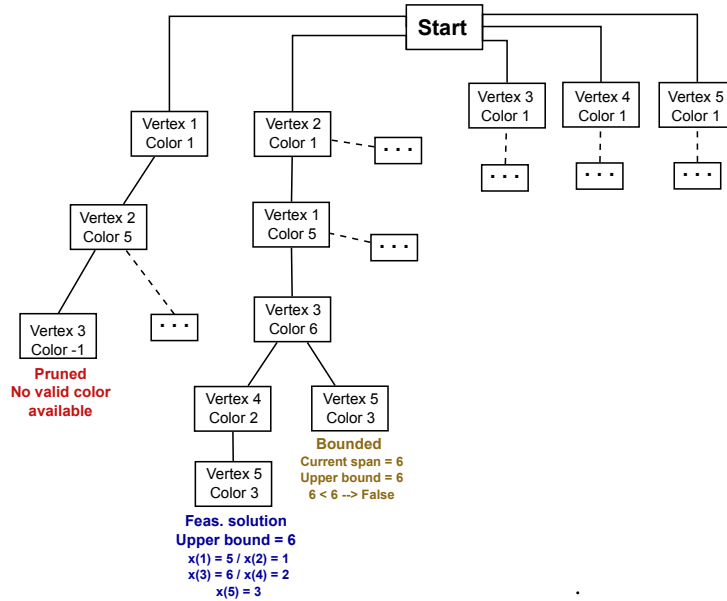 Start
Vertex 1
Color 1
Vertex 2
Color 1
Vertex 3
Color 1
Vertex 4
Color 1
Vertex 5
Color 1
. . .
. . .
. . .
. . .
Vertex 2
Color 5
Vertex 1
Color 5
. . .
Vertex 3
Color -1
. . .
Vertex 3
Color 6
Pruned
No valid color
available
Vertex 4
Color 2
Vertex 5
Color 3
Bounded
Current span = 6
Upper bound = 6
6 < 6 --> False
Vertex 5
Color 3
Feas. solution
Upper bound = 6
x(1) = 5 / x(2) = 1
x(3) = 6 / x(4) = 2
x(5) = 3
.